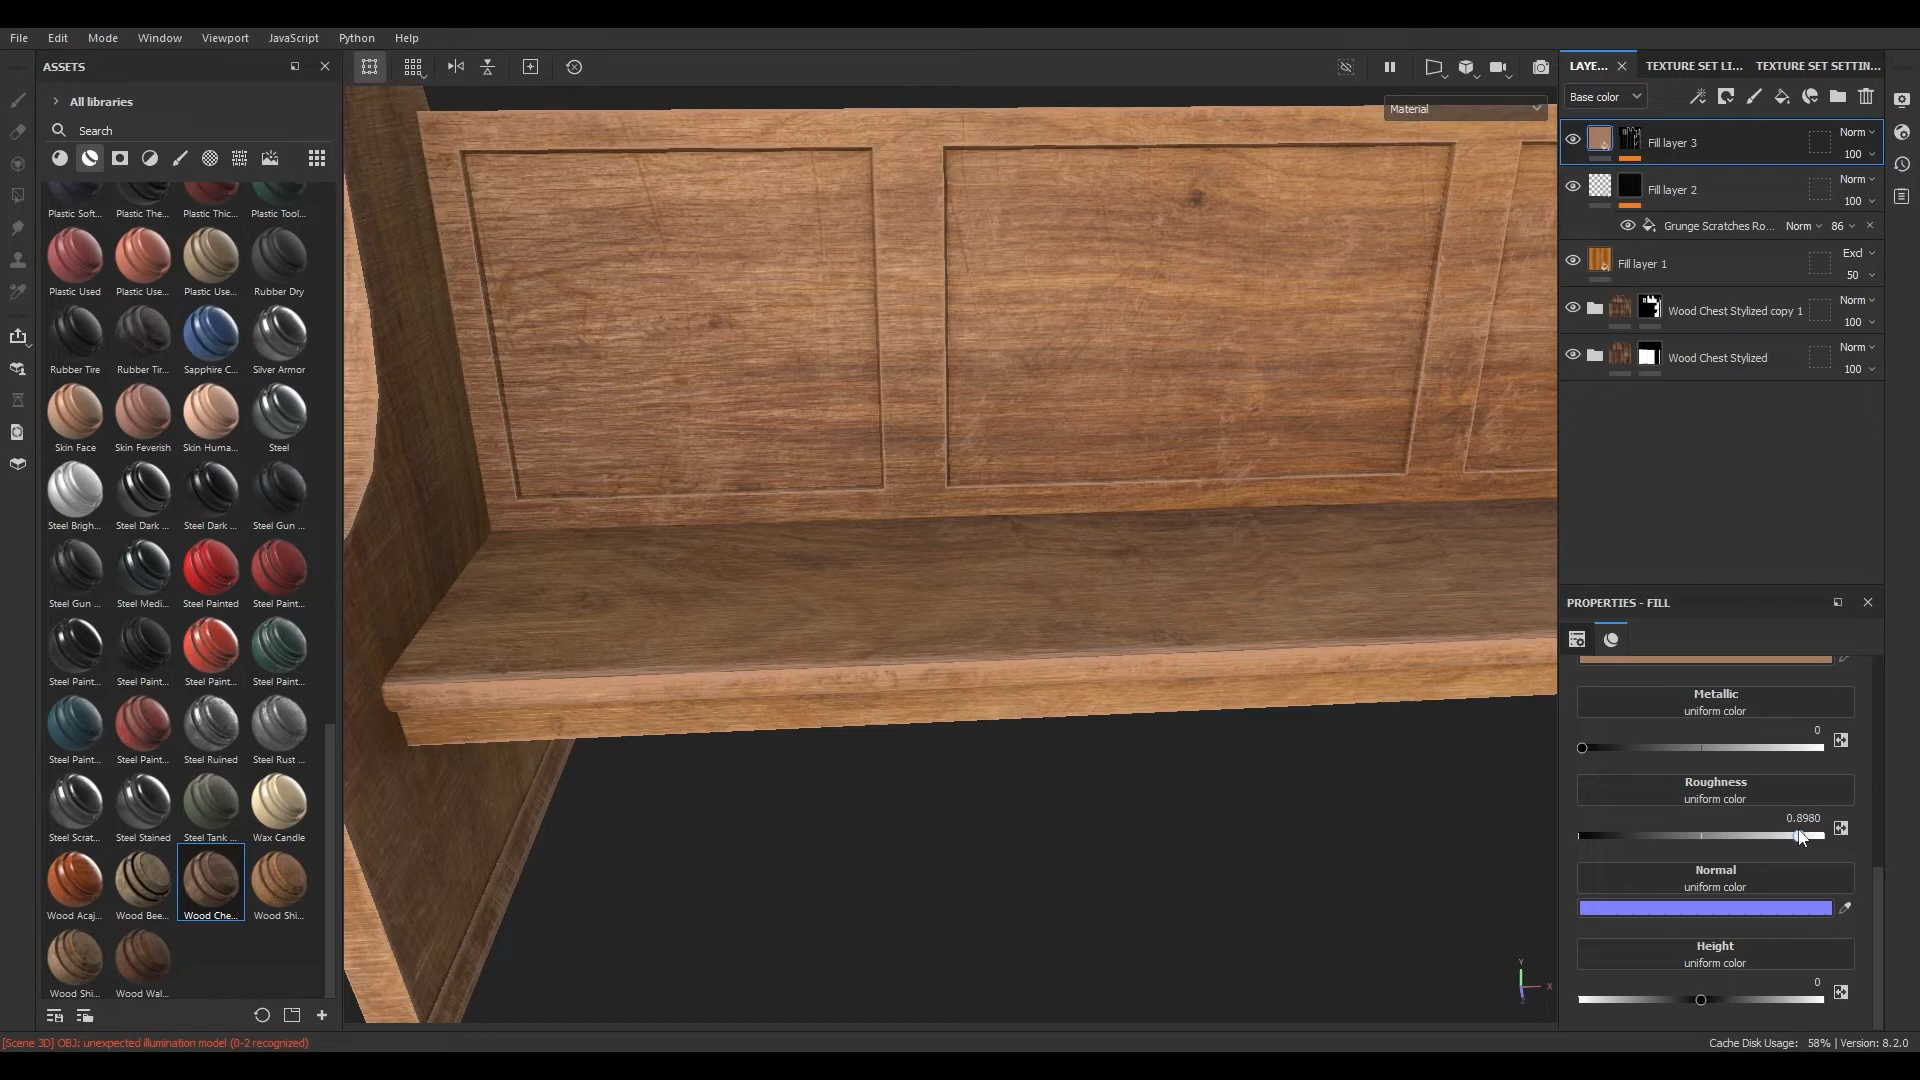 File Edit Mode Window Viewport JavaScript Python Help
ASSETS
All libraries
Search
Plastic Soft... Plastic The... Plastic Thic... Plastic Tool...
Plastic Used Plastic Use... Plastic Use... Rubber Dry
Rubber Tire Rubber Tir... Sapphire C... Silver Armor
Skin Face Skin Feverish Skin Huma... Steel
Steel Brigh... Steel Dark ... Steel Dark ... Steel Gun ...
Steel Gun ... Steel Medi... Steel Painted Steel Paint...
Steel Paint... Steel Paint... Steel Paint... Steel Paint...
Steel Paint... Steel Paint... Steel Ruined Steel Rust ...
Steel Scrat... Steel Stained Steel Tank ... Wax Candle
Wood Acaj... Wood Bee... Wood Che... Wood Shi...
Wood Shi... Wood Wal...
Material
Y
X
Z
LAYE... TEXTURE SET LI... TEXTURE SET SETTIN...
Base color
Fill layer 3 Norm
100
Fill layer 2 Norm
100
Grunge Scratches Ro... Norm 86
Fill layer 1 Excl
50
Wood Chest Stylized copy 1 Norm
100
Wood Chest Stylized Norm
100
PROPERTIES - FILL
Metallic
uniform color
0
Roughness
uniform color
0.8980
Normal
uniform color
Height
uniform color
0
[Scene 3D] OBJ: unexpected illumination model (0-2 recognized)
Cache Disk Usage: 58% | Version: 8.2.0